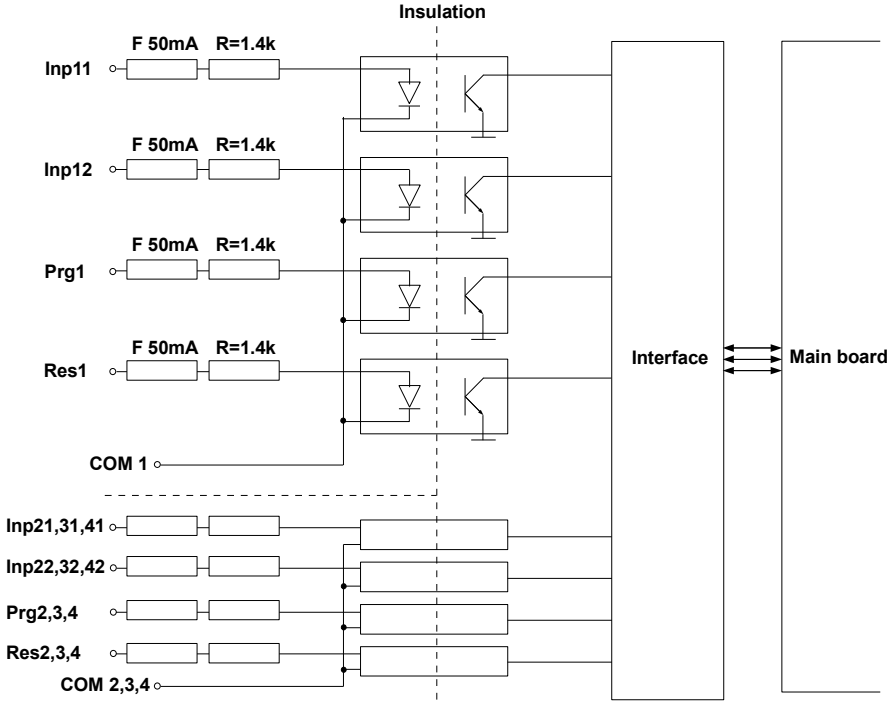 Insulation
F 50mA R=1.4k
Inp11
F 50mA R=1.4k
Inp12
F 50mA R=1.4k
Prg1
F 50mA R=1.4k
Res1
Interface
Main board
COM 1
Inp21,31,41
Inp22,32,42
Prg2,3,4
Res2,3,4
COM 2,3,4